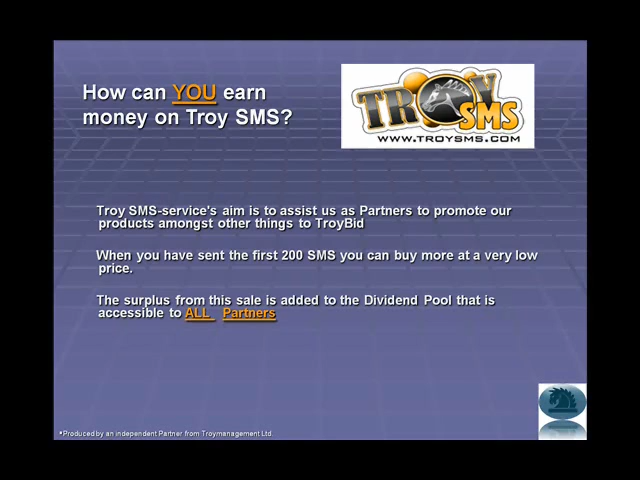 How can YOU earn
money on Troy SMS?
TROY
SMS
WWW.TROYSMS.COM
Troy SMS-service's aim is to assist us as Partners to promote our
products amongst other things to TroyBid
When you have sent the first 200 SMS you can buy more at a very low
price.
The surplus from this sale is added to the Dividend Pool that is
accessible to ALL Partners
*Produced by an independent Partner from Troymanagement Ltd.